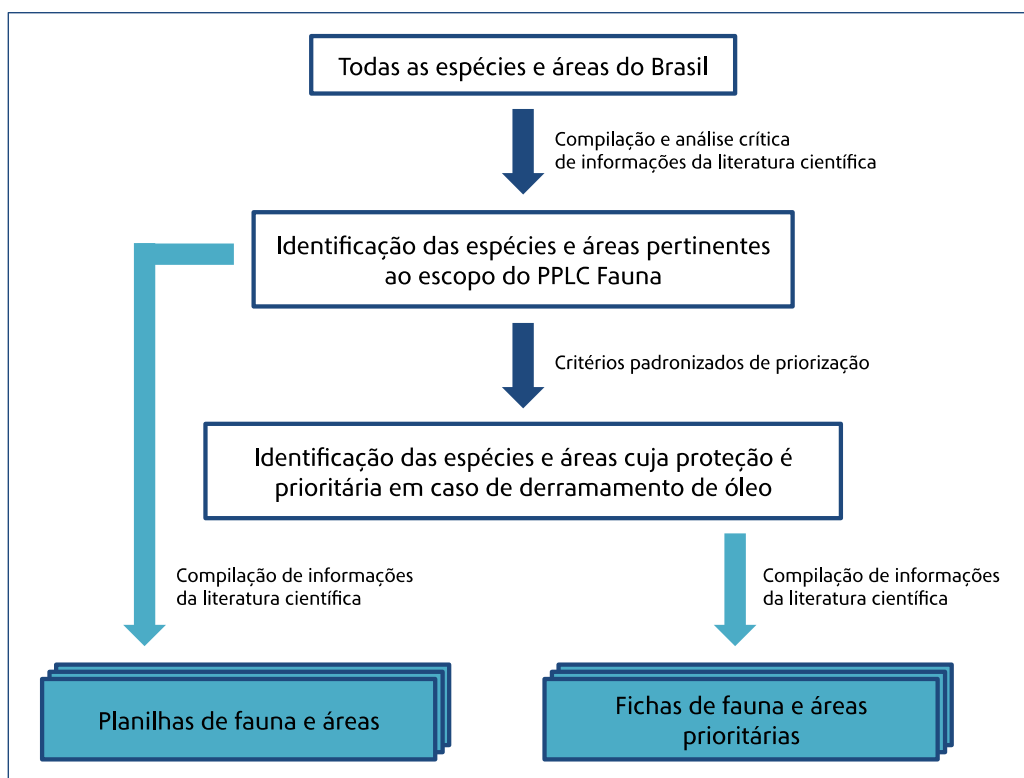 Todas as espécies e áreas do Brasil
Compilação e análise crítica
de informações da literatura científica
Identificação das espécies e áreas pertinentes
ao escopo do PPLC Fauna
Critérios padronizados de priorização
Identificação das espécies e áreas cuja proteção é
prioritária em caso de derramamento de óleo
Compilação de informações
da literatura científica
Compilação de informações
da literatura científica
Planilhas de fauna e áreas
Fichas de fauna e áreas
prioritárias